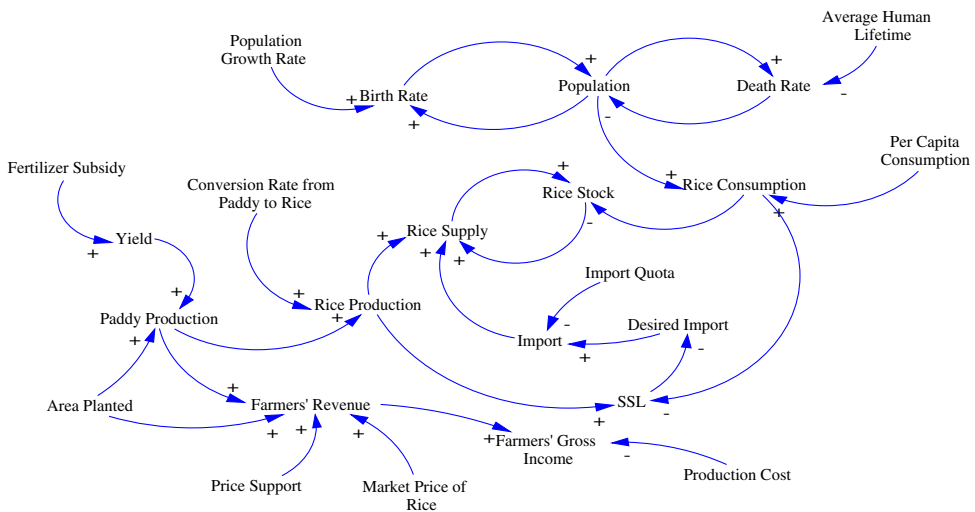 Average Human
Lifetime
Population
Growth Rate
+
+
+
Birth Rate
Population
Death Rate
-
+
-
-
+
Per Capita
Consumption
Fertilizer Subsidy
Conversion Rate from
Paddy to Rice
+
Rice Stock
+
Rice Consumption
+
-
Rice Supply
Yield
+
+
+
+
Import Quota
+
+
Rice Production
+
Paddy Production
+
-
Desired Import
Import
+
-
+
Area Planted
Farmers' Revenue
SSL
-
+
+
+
+
+
Farmers' Gross
Income
-
Production Cost
Price Support
Market Price of
Rice